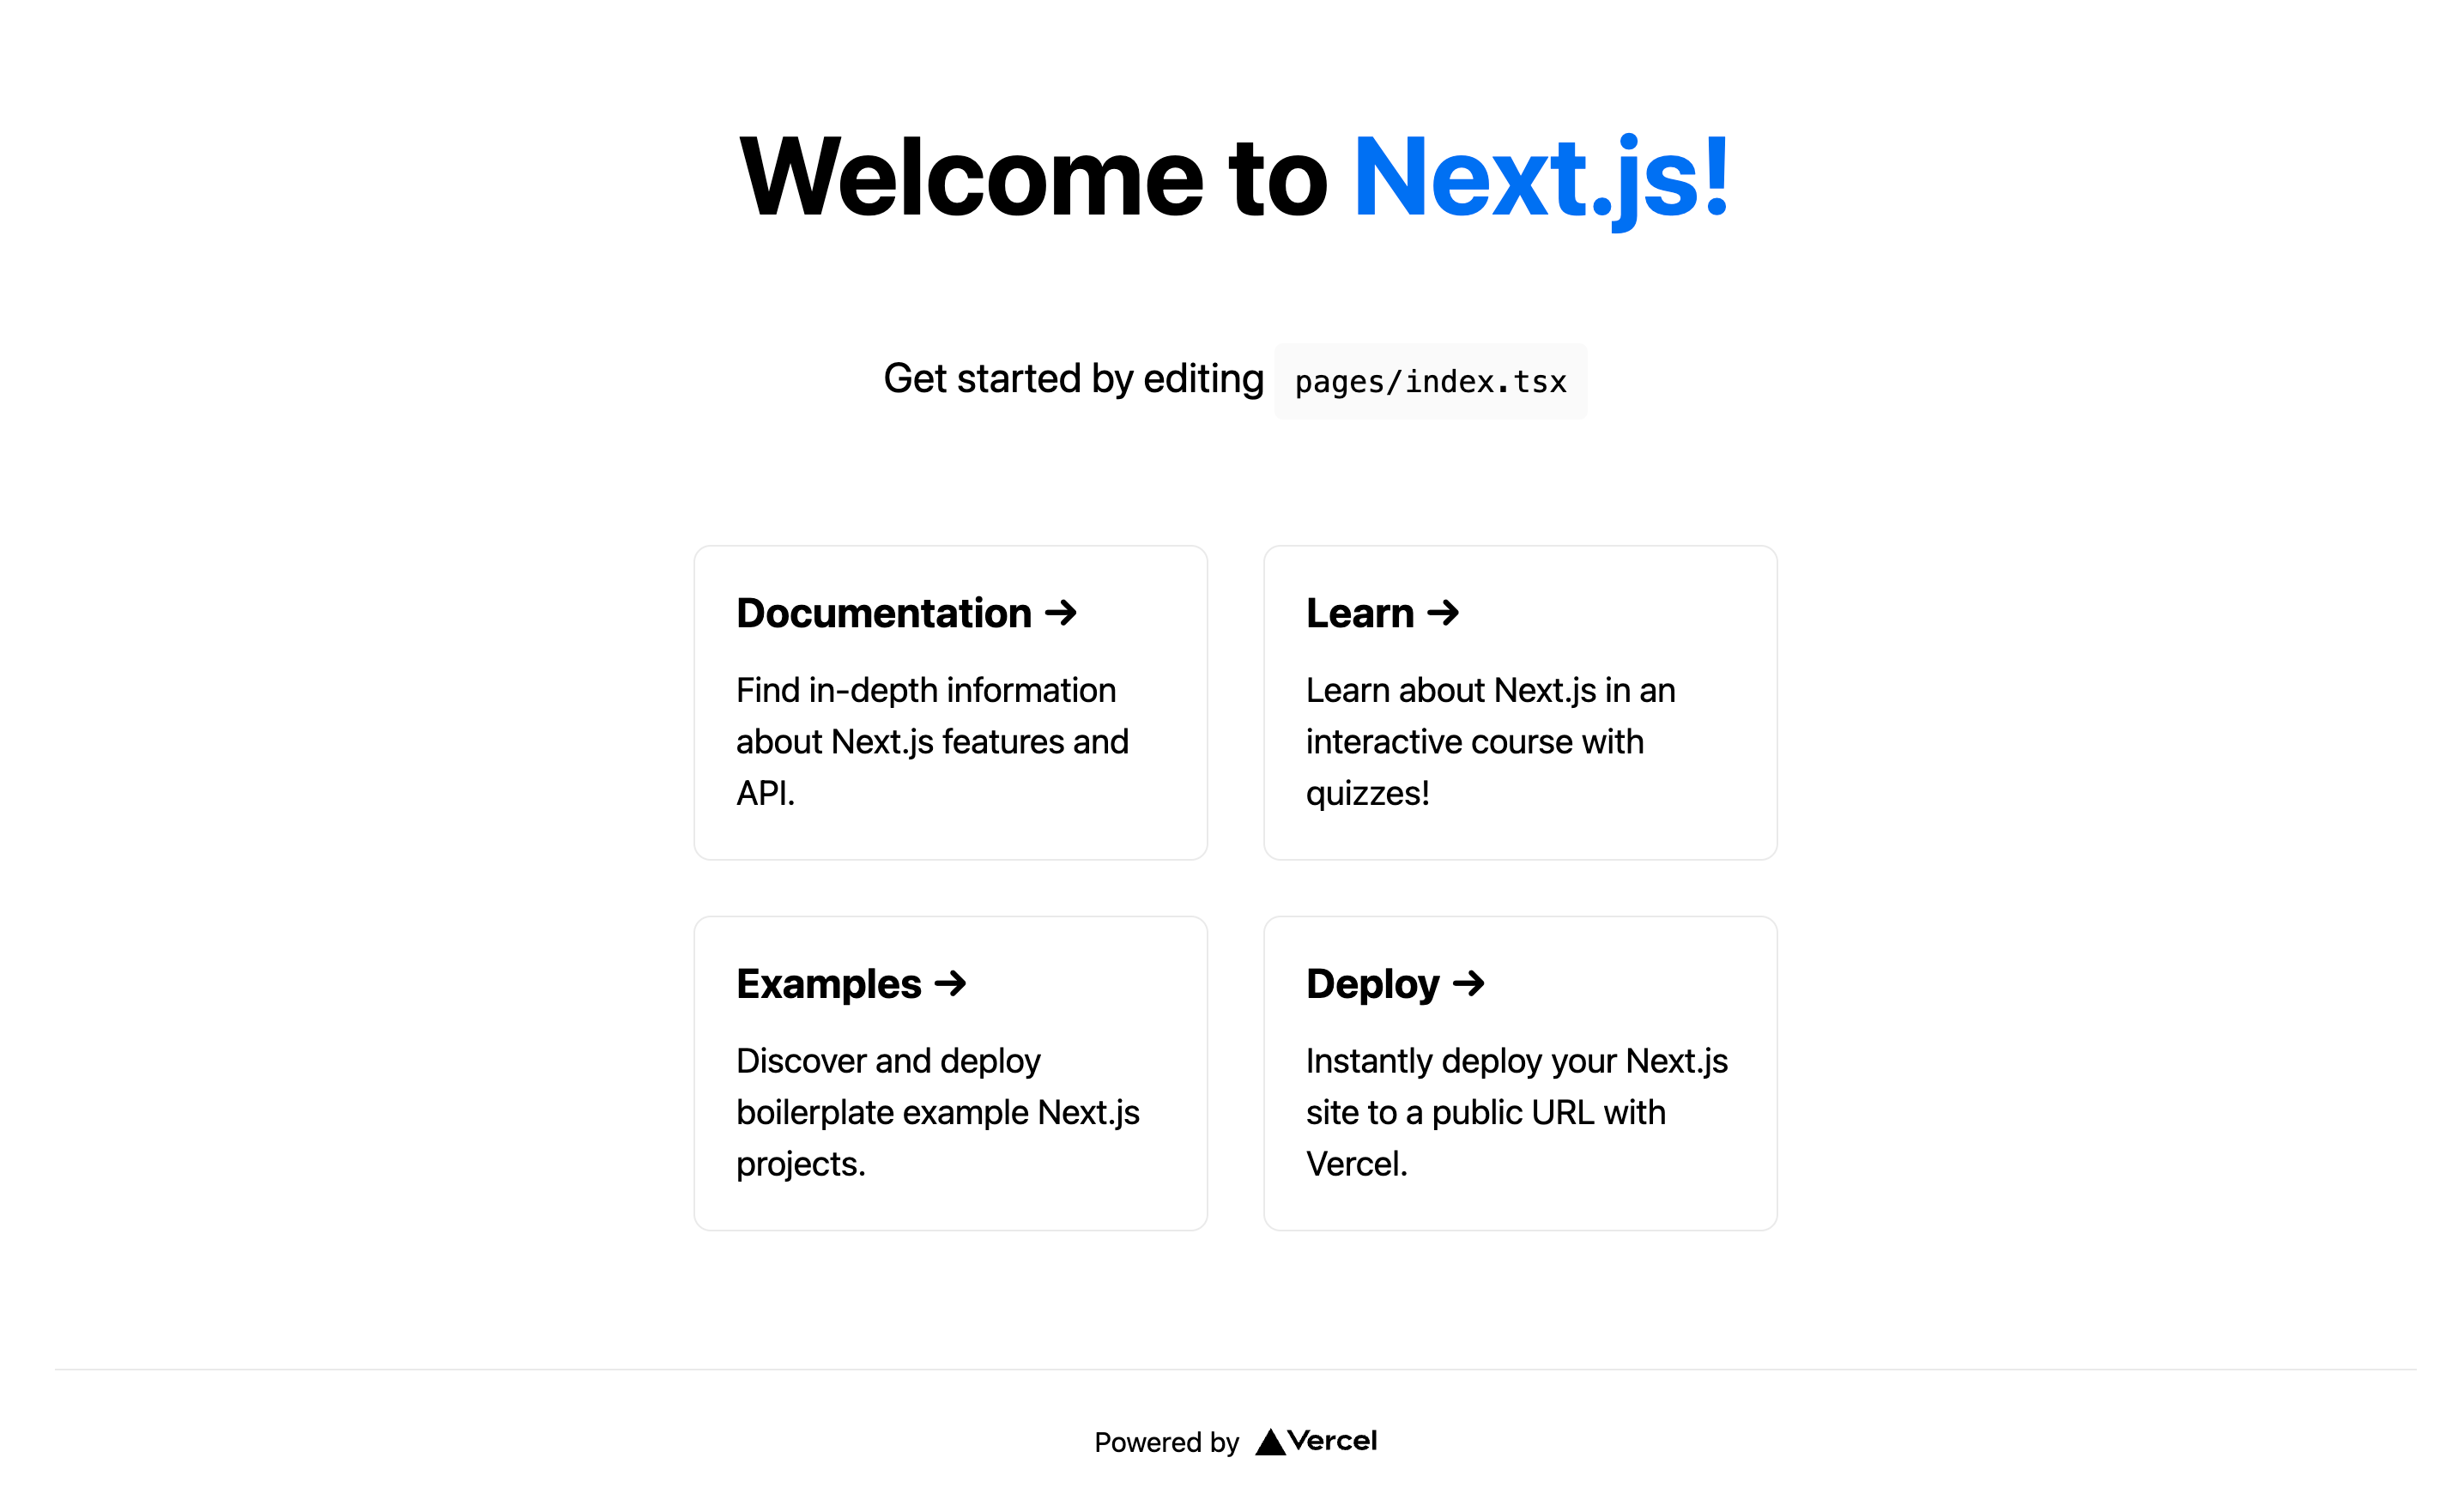 Welcome to Next.js!
Get started by editing pages/index.tsx
Documentation →
Find in-depth information
about Next.js features and
API.
Learn →
Learn about Next.js in an
interactive course with
quizzes!
Examples →
Discover and deploy
boilerplate example Next.js
projects.
Deploy →
Instantly deploy your Next.js
site to a public URL with
Vercel.
Powered by Vercel